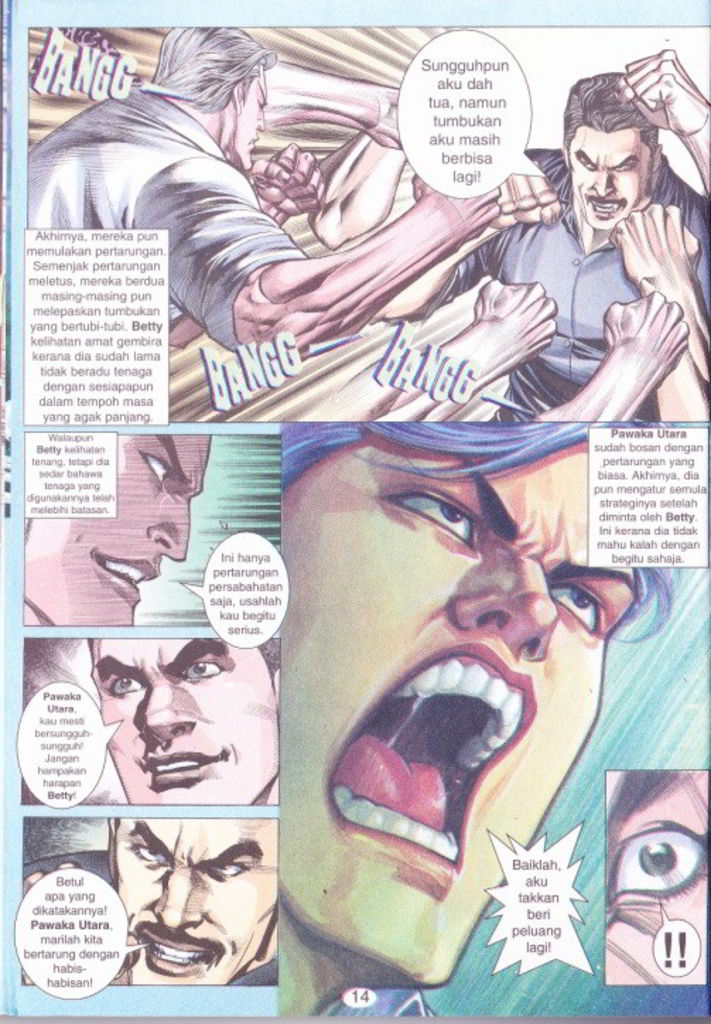 BANGG
Sungguhpun
aku dah
tua, namun
tumbukan
aku masih
berbisa
lagi!
Akhirnya, mereka pun
memulakan pertarungan.
Semenjak pertarungan
meletus, mereka berdua
masing-masing pun
melepaskan tumbukan
yang bertubi-tubi. Betty
kelihatan amat gembira
kerana dia sudah lama
tidak beradu tenaga
dengan sesiapapun
dalam tempoh masa
yang agak panjang.
BANGG
BANGG
Walaupun
Betty kelihatan
tenang, tetapi dia
sedar bahawa
tenaga yang
digunakannya telah
melebihi batasan.
Ini hanya
pertarungan
persahabatan
saja, usahlah
kau begitu
serius.
Pawaka Utara
sudah bosan dengan
pertarungan yang
biasa. Akhirnya, dia
pun mengatur semula
strateginya seperti
diminta oleh Betty.
Ini kerana dia tidak
mahu kalah dengan
begitu sahaja.
Pawaka
Utara,
kau mesti
bersungguh-
sungguh!
Jangan
hampakan
harapan
Betty!
Betul
apa yang
dikatakannya!
Pawaka Utara,
marilah kita
bertarung dengan
habis-
habisan!
Baiklah,
aku
takkan
beri
peluang
lagi!
!!
14